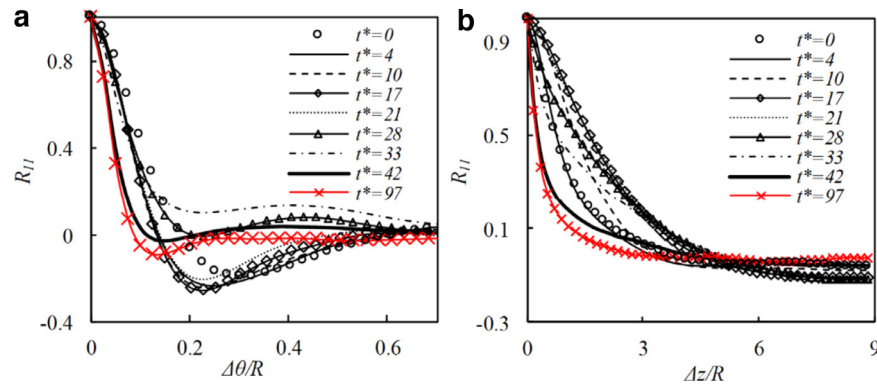 a
0.8
0.4
0
-0.4
R11
0
0.2
0.4
0.6
Δθ/R
t*=0
t*=4
t*=10
t*=17
t*=21
t*=28
t*=33
t*=42
t*=97
b
0.9
0.5
0.1
-0.3
R11
0
3
6
9
Δz/R
t*=0
t*=4
t*=10
t*=17
t*=21
t*=28
t*=33
t*=42
t*=97